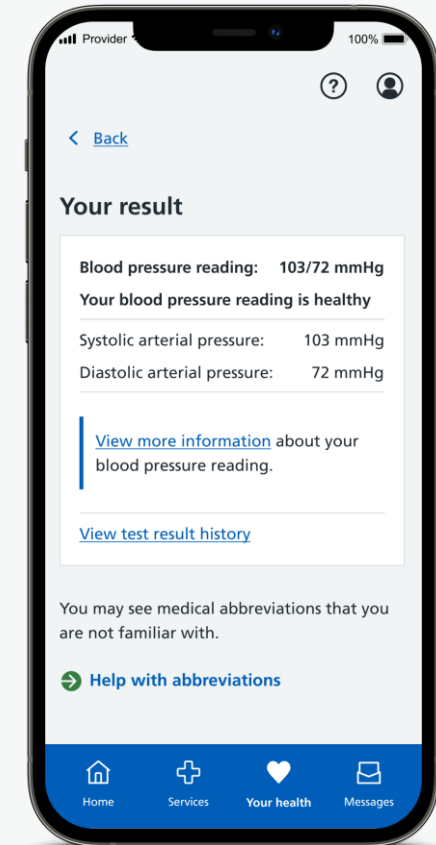 Provider
100%
?
Back
Your result
Blood pressure reading: 103/72 mmHg
Your blood pressure reading is healthy
Systolic arterial pressure: 103 mmHg
Diastolic arterial pressure: 72 mmHg
View more information about your
blood pressure reading.
View test result history
You may see medical abbreviations that you
are not familiar with.
Help with abbreviations
Home Services Your health Messages